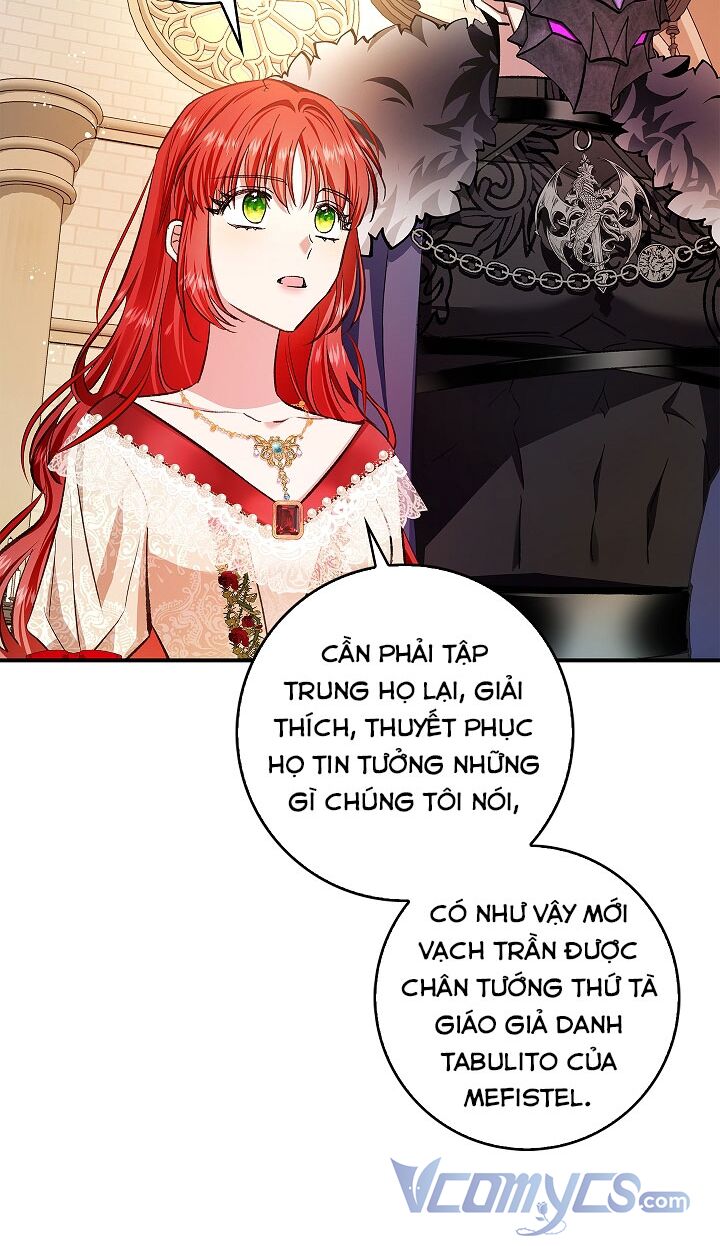 CẦN PHẢI TẬP
TRUNG HỌ LẠI, GIẢI
THÍCH, THUYẾT PHỤC
HỌ TIN TƯỞNG NHỮNG
GÌ CHÚNG TÔI NÓI,
CÓ NHƯ VẬY MỚI
VẠCH TRẦN ĐƯỢC
CHÂN TƯỚNG THỨ TÀ
GIÁO GIẢ DANH
TABULITO CỦA
MEFISTEL.
VCOMYCS.com